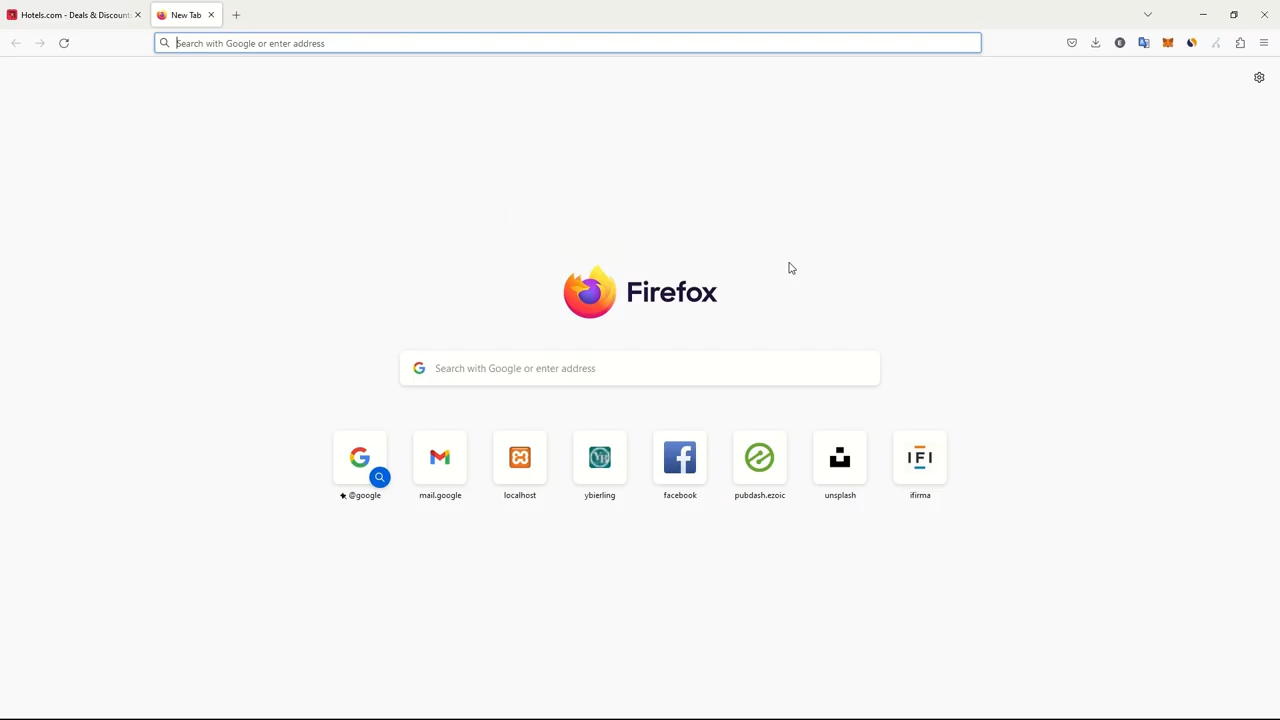 Hotels.com - Deals & Discount
New Tab
Search with Google or enter address
Firefox
Search with Google or enter address
@google
mail.google
localhost
ybierling
facebook
pubdash.ezoic
unsplash
ifirma